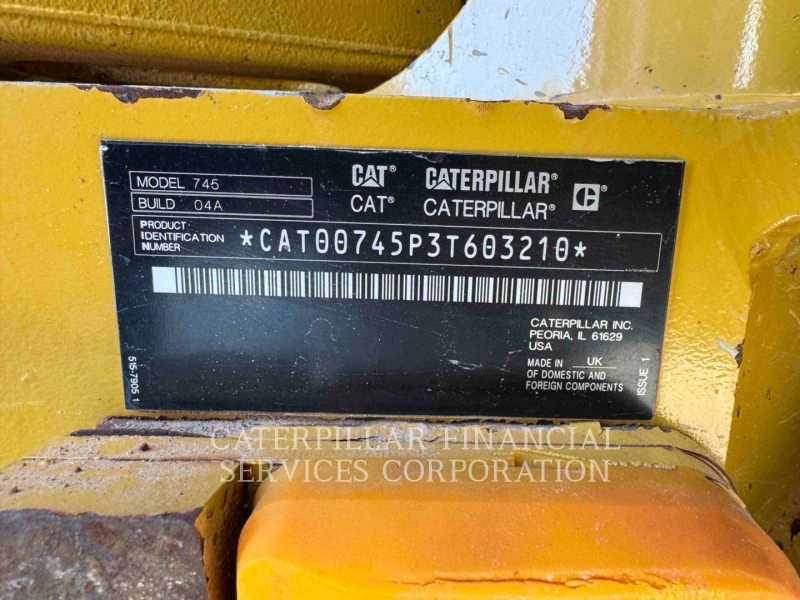 MODEL 745
BUILD 04A
CAT® CATERPILLAR®
CAT® CATERPILLAR®
PRODUCT
IDENTIFICATION
NUMBER
*CAT00745P3T603210*
CATERPILLAR INC.
PEORIA, IL 61629
USA
MADE IN UK
OF DOMESTIC AND
FOREIGN COMPONENTS
515-7905 1
ISSUE 1
CATERPILLAR FINANCIAL
SERVICES CORPORATION